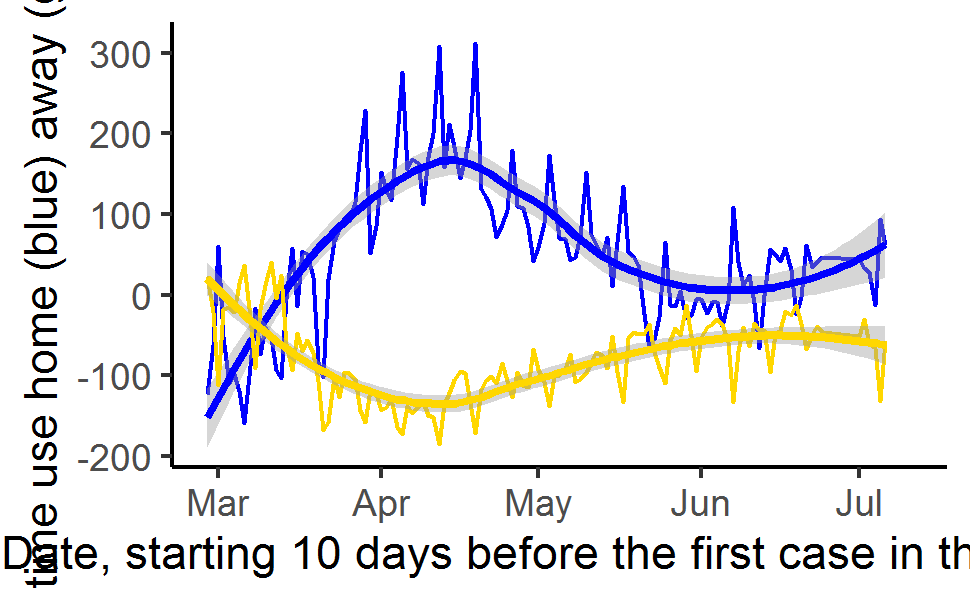 time use home (blue) away (g
300
200
100
0
-100
-200
Mar Apr May Jun Jul
Date, starting 10 days before the first case in th